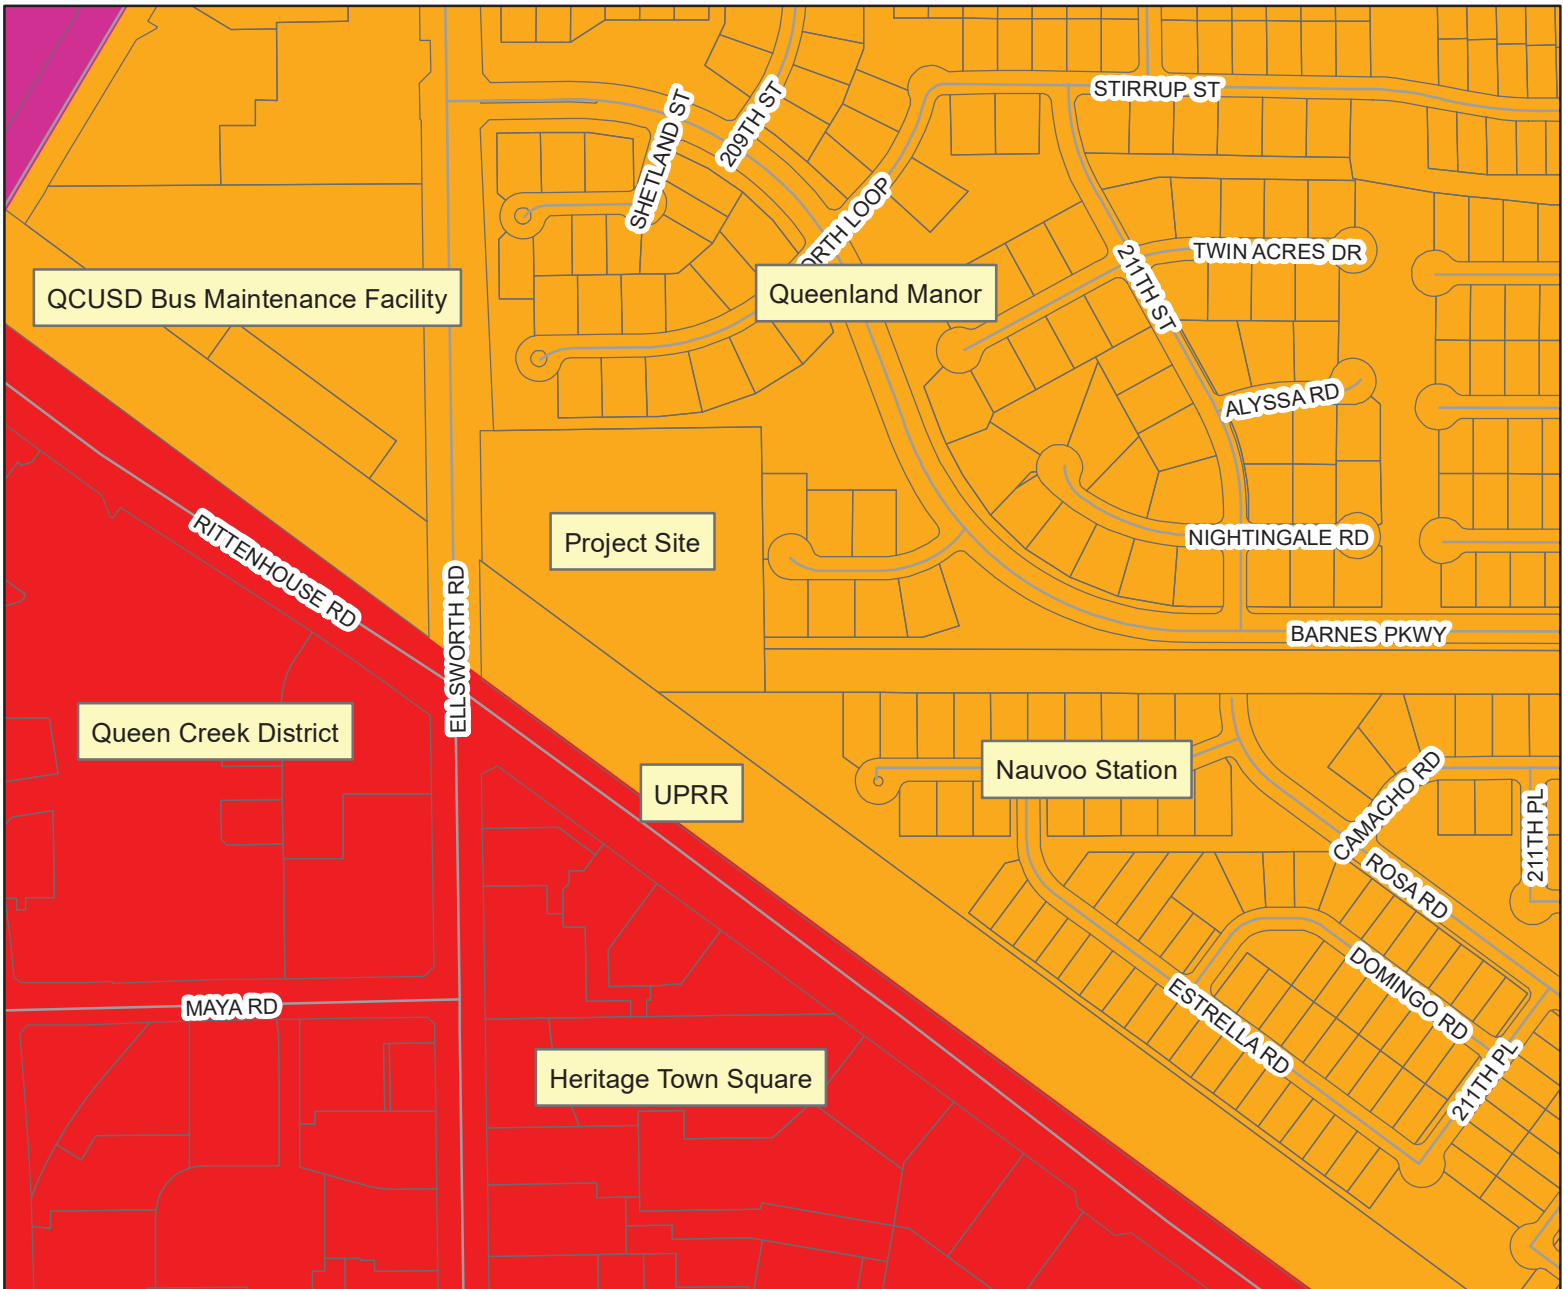 STIRRUP ST
SHETLAND ST
209TH ST
ORTH LOOP
TWIN ACRES DR
211TH ST
QCUSD Bus Maintenance Facility
Queenland Manor
ALYSSA RD
RITTENHOUSE RD
Project Site
NIGHTINGALE RD
ELLSWORTH RD
BARNES PKWY
Queen Creek District
UPRR
Nauvoo Station
CAMACHO RD
211TH PL
ROSA RD
DOMINGO RD
MAYA RD
ESTRELLA RD
211TH PL
Heritage Town Square